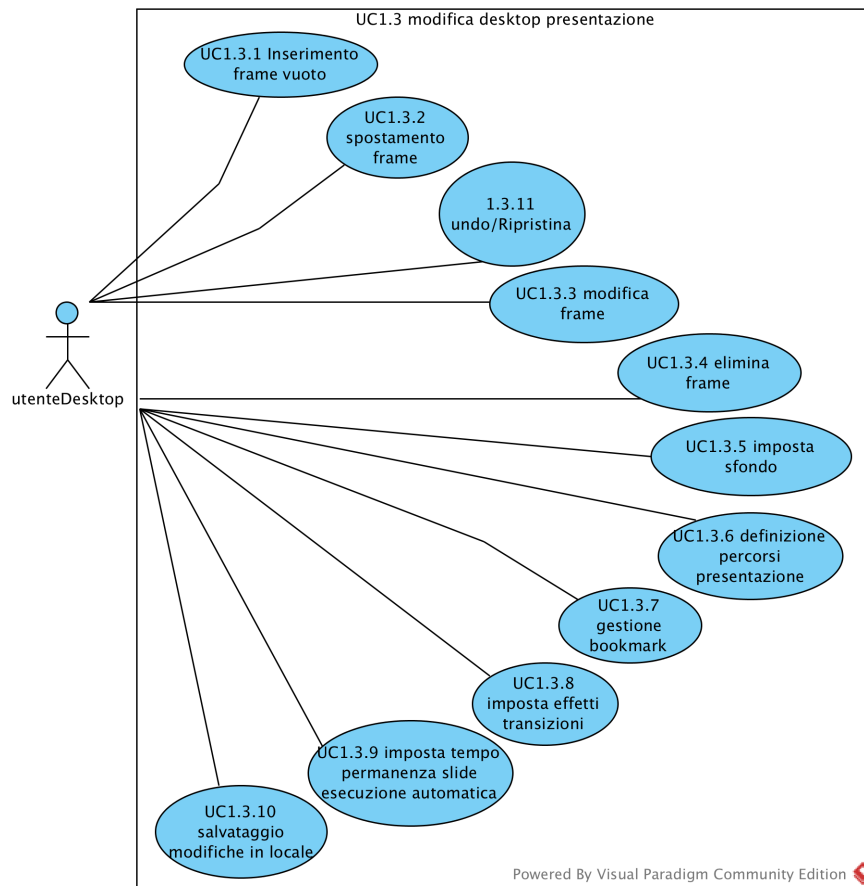 UC1.3 modifica desktop presentazione
UC1.3.1 Inserimento
frame vuoto
UC1.3.2
spostamento
frame
1.3.11
undo/Ripristina
UC1.3.3 modifica
frame
UC1.3.4 elimina
frame
utenteDesktop
UC1.3.5 imposta
sfondo
UC1.3.6 definizione
percorsi
presentazione
UC1.3.7
gestione
bookmark
UC1.3.8
imposta effetti
transizioni
UC1.3.9 imposta tempo
permanenza slide
esecuzione automatica
UC1.3.10
salvataggio
modifiche in locale
Powered By Visual Paradigm Community Edition